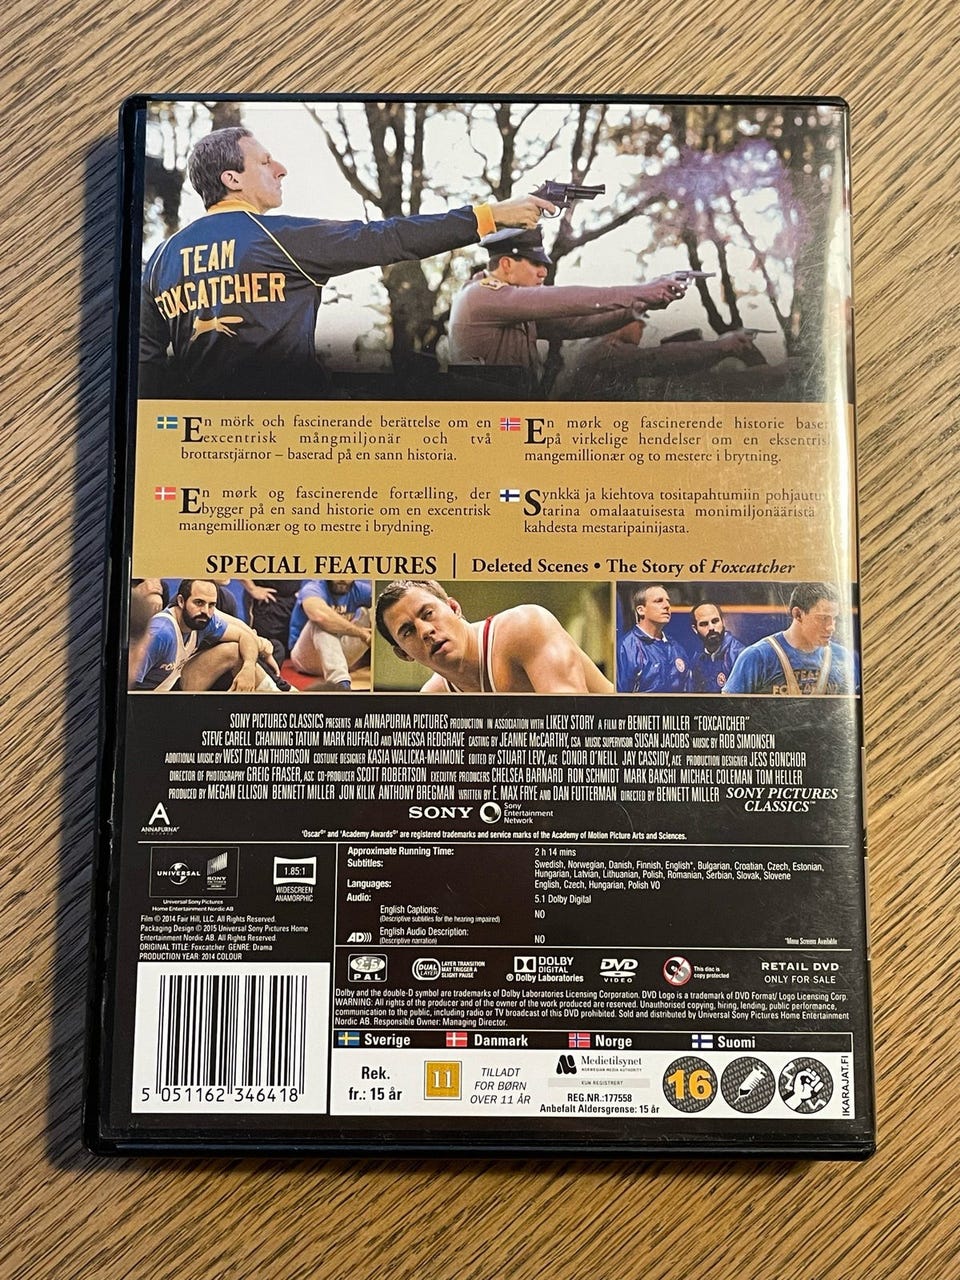 TEAM
FOXCATCHER
En mörk och fascinerande berättelse om en
excentrisk mångmiljonär och två
brottarstjärnor – baserad på en sann historia.
En mørk og fascinerende historie baser
på virkelige hendelser om en eksentrisk
mangemillionær og to mestere i brytning.
En mørk og fascinerende fortælling, der
bygger på en sand historie om en excentrisk
mangemillionær og to mestre i brydning.
Synkkä ja kiehtova tositapahtumiin pohjautu
tarina omalaatuisesta monimiljonääristä
kahdesta mestaripainijasta.
SPECIAL FEATURES | Deleted Scenes • The Story of Foxcatcher
SONY PICTURES CLASSICS PRESENTS AN ANNAPURNA PICTURES PRODUCTION IN ASSOCIATION WITH LIKELY STORY A FILM BY BENNETT MILLER "FOXCATCHER"
STEVE CARELL CHANNING TATUM MARK RUFFALO AND VANESSA REDGRAVE CASTING BY JEANNE McCARTHY, CSA MUSIC SUPERVISOR SUSAN JACOBS MUSIC BY ROB SIMONSEN
ADDITIONAL MUSIC BY WEST DYLAN THORDSON COSTUME DESIGNER KASIA WALICKA-MAIMONE EDITED BY STUART LEVY, ACE CONOR O'NEILL JAY CASSIDY, ACE PRODUCTION DESIGNER JESS GONCHOR
DIRECTOR OF PHOTOGRAPHY GREIG FRASER, ASC CO-PRODUCER SCOTT ROBERTSON EXECUTIVE PRODUCERS CHELSEA BARNARD RON SCHMIDT MARK BAKSHI MICHAEL COLEMAN TOM HELLER
PRODUCED BY MEGAN ELLISON BENNETT MILLER JON KILIK ANTHONY BREGMAN WRITTEN BY E. MAX FRYE AND DAN FUTTERMAN DIRECTED BY BENNETT MILLER SONY PICTURES
CLASSICS™
ANNAPURNA
PICTURES
SONY Sony
Entertainment
Network
"Oscar® and "Academy Awards® are registered trademarks and service marks of the Academy of Motion Picture Arts and Sciences.
UNIVERSAL
SONY
Universal Sony Pictures
Home Entertainment Nordic AB
1.85:1
WIDESCREEN
ANAMORPHIC
Film © 2014 Fair Hill, LLC. All Rights Reserved.
Packaging Design © 2015 Universal Sony Pictures Home
Entertainment Nordic AB. All Rights Reserved.
ORIGINAL TITLE: Foxcatcher GENRE: Drama
PRODUCTION YEAR: 2014 COLOUR
Approximate Running Time: 2 h 14 mins
Subtitles: Swedish, Norwegian, Danish, Finnish, English*, Bulgarian, Croatian, Czech, Estonian,
Hungarian, Latvian, Lithuanian, Polish, Romanian, Serbian, Slovak, Slovene
Languages: English, Czech, Hungarian, Polish VO
Audio: 5.1 Dolby Digital
English Captions: NO
(Descriptive subtitles for the hearing impaired)
AD))) English Audio Description: NO
(Descriptive narration)
*Menu Screens Available
2-5
PAL
DUAL LAYER
LAYER TRANSITION
MAY TRIGGER A
SLIGHT PAUSE
DOLBY
DIGITAL
® Dolby Laboratories
DVD
VIDEO
This disc is
copy protected
RETAIL DVD
ONLY FOR SALE
Dolby and the double-D symbol are trademarks of Dolby Laboratories Licensing Corporation. DVD Logo is a trademark of DVD Format/ Logo Licensing Corp.
WARNING: All rights of the producer and of the owner of the work produced are reserved. Unauthorised copying, hiring, lending, public performance,
communication to the public, including radio or TV broadcast of this DVD prohibited. Sold and distributed by Universal Sony Pictures Home Entertainment
Nordic AB. Responsible Owner: Managing Director.
Sverige Danmark Norge Suomi
Rek.
fr.: 15 år
11
TILLADT
FOR BØRN
OVER 11 ÅR
Medietilsynet
NORWEGIAN MEDIA AUTHORITY
KUN REGISTRERT
REG.NR.:177558
Anbefalt Aldersgrense: 15 år
16
IKARAJAT.FI
5 051162 346418